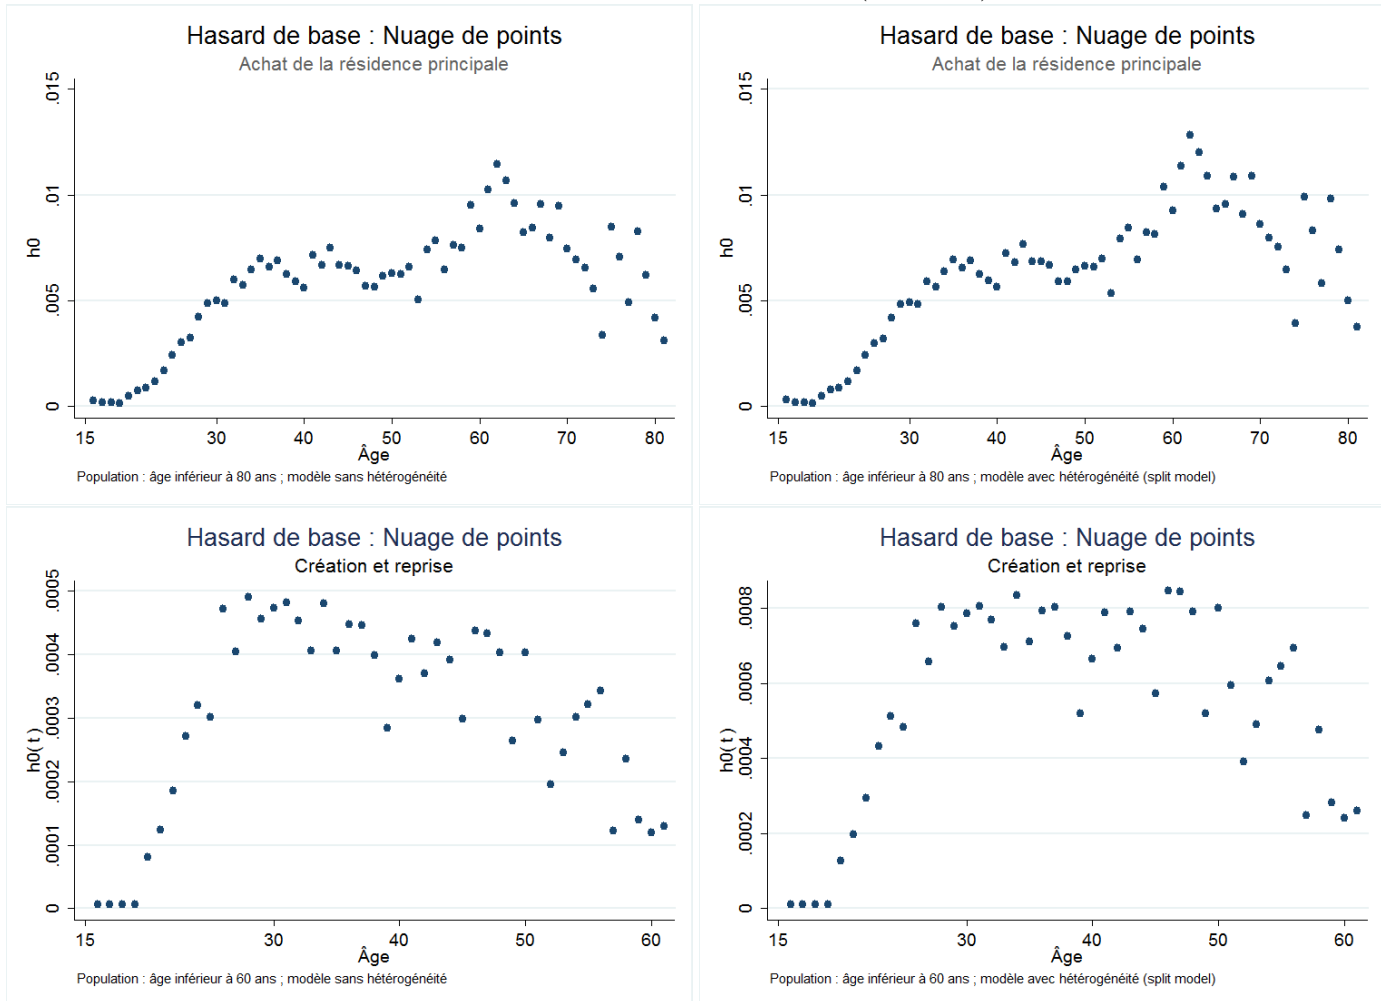 Hasard de base : Nuage de points
Achat de la résidence principale
h0
.015
.01
.005
0
15 30 40 50 60 70 80
Âge
Population : âge inférieur à 80 ans ; modèle sans hétérogénéité
Hasard de base : Nuage de points
Achat de la résidence principale
h0
.015
.01
.005
0
15 30 40 50 60 70 80
Âge
Population : âge inférieur à 80 ans ; modèle avec hétérogénéité (split model)
Hasard de base : Nuage de points
Création et reprise
h0( t )
.0005
.0004
.0003
.0002
.0001
0
15 30 40 50 60
Âge
Population : âge inférieur à 60 ans ; modèle sans hétérogénéité
Hasard de base : Nuage de points
Création et reprise
h0( t )
.0008
.0006
.0004
.0002
0
15 30 40 50 60
Âge
Population : âge inférieur à 60 ans ; modèle avec hétérogénéité (split model)